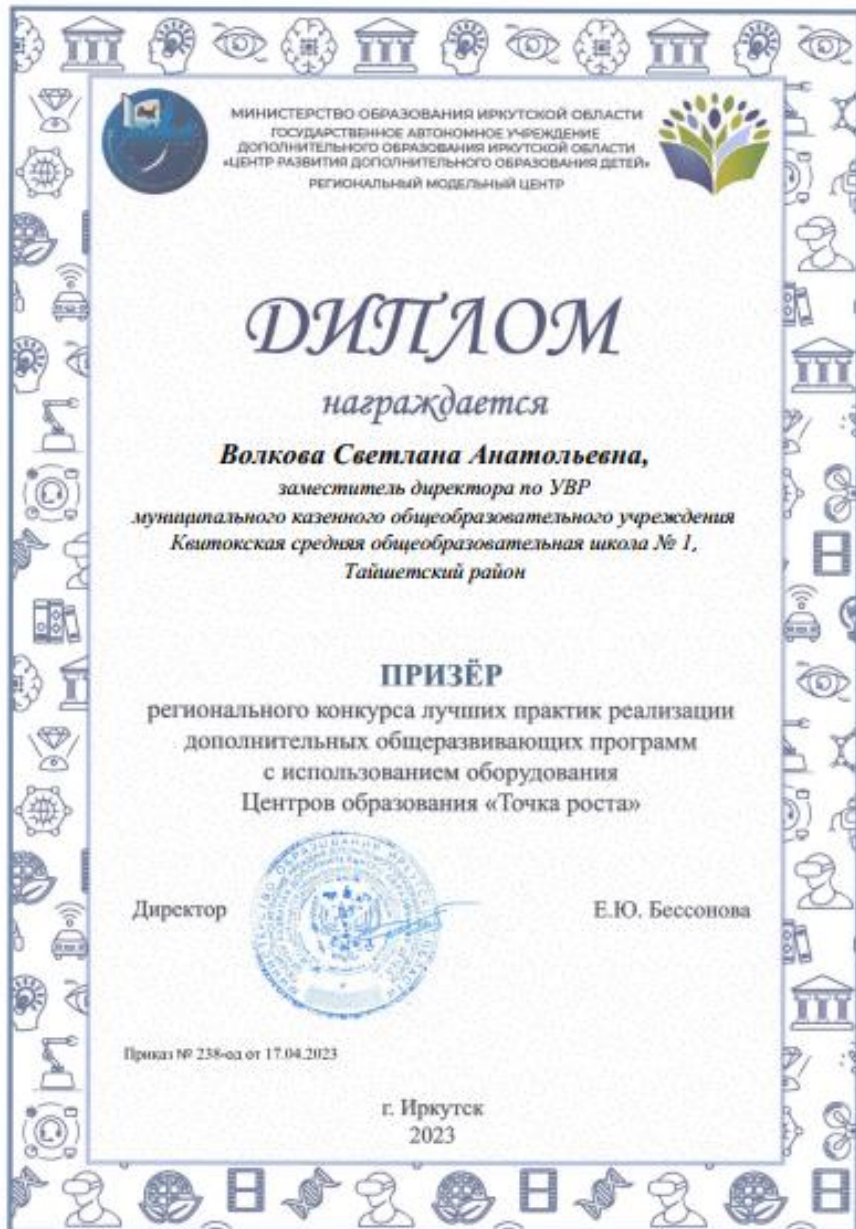 МИНИСТЕРСТВО ОБРАЗОВАНИЯ ИРКУТСКОЙ ОБЛАСТИ
ГОСУДАРСТВЕННОЕ АВТОНОМНОЕ УЧРЕЖДЕНИЕ
ДОПОЛНИТЕЛЬНОГО ОБРАЗОВАНИЯ ИРКУТСКОЙ ОБЛАСТИ
«ЦЕНТР РАЗВИТИЯ ДОПОЛНИТЕЛЬНОГО ОБРАЗОВАНИЯ ДЕТЕЙ»
РЕГИОНАЛЬНЫЙ МОДЕЛЬНЫЙ ЦЕНТР
ДИПЛОМ
награждается
Волкова Светлана Анатольевна,
заместитель директора по УВР
муниципального казенного общеобразовательного учреждения
Квитокская средняя общеобразовательная школа № 1,
Тайшетский район
ПРИЗЁР
регионального конкурса лучших практик реализации
дополнительных общеразвивающих программ
с использованием оборудования
Центров образования «Точка роста»
Директор
Е.Ю. Бессонова
Приказ № 238-од от 17.04.2023
г. Иркутск
2023